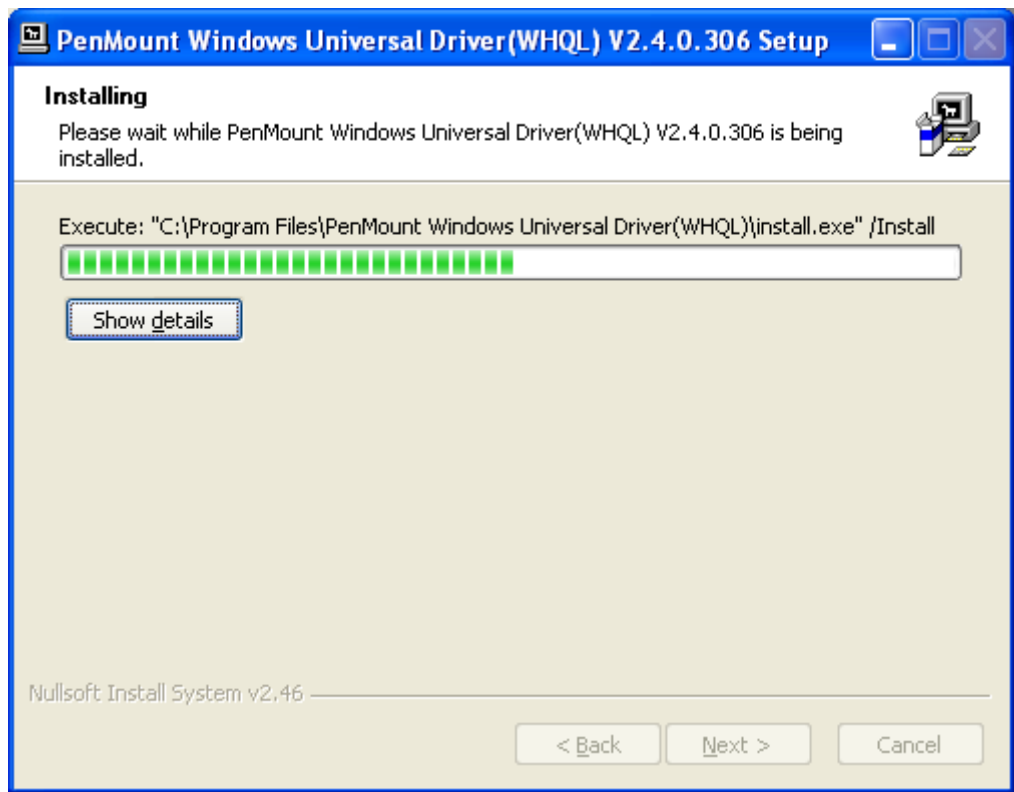 PenMount Windows Universal Driver(WHQL) V2.4.0.306 Setup
Installing
Please wait while PenMount Windows Universal Driver(WHQL) V2.4.0.306 is being
installed.
Execute: "C:\Program Files\PenMount Windows Universal Driver(WHQL)\install.exe" /Install
Show details
Nullsoft Install System v2.46
< Back
Next >
Cancel